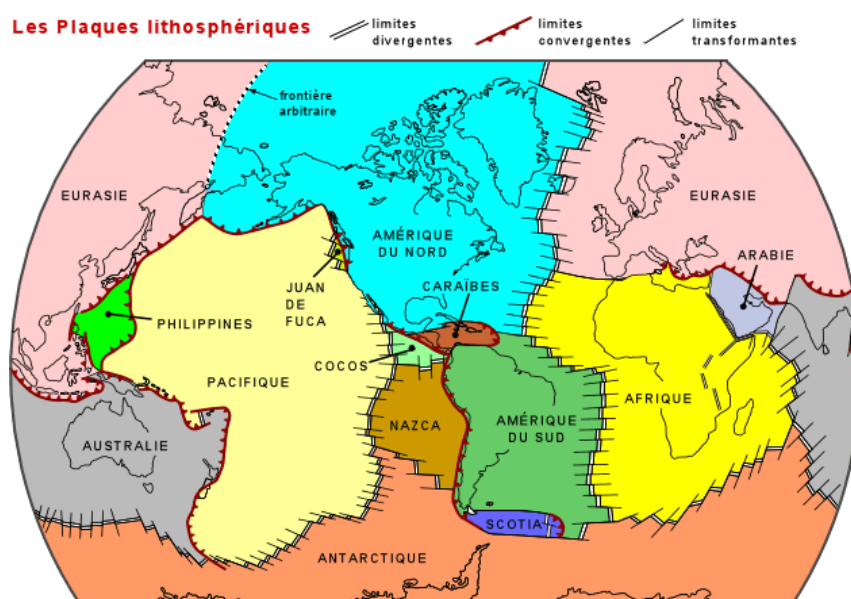 Les Plaques lithosphériques
limites
divergentes
limites
convergentes
limites
transformantes
frontière
arbitraire
EURASIE
EURASIE
AMÉRIQUE
DU NORD
ARABIE
JUAN
DE
FUCA
CARAÏBES
PHILIPPINES
COCOS
PACIFIQUE
AFRIQUE
NAZCA
AMÉRIQUE
DU SUD
AUSTRALIE
SCOTIA
ANTARCTIQUE